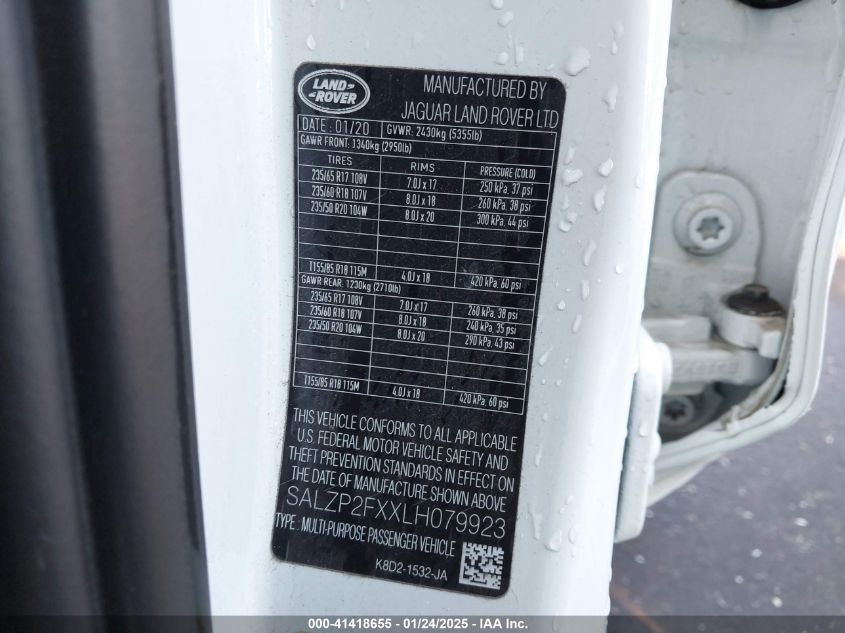 LAND
ROVER
MANUFACTURED BY
JAGUAR LAND ROVER LTD
DATE : 01/20 GVWR: 2430kg (5355lb)
GAWR FRONT: 1340kg (2950lb)
TIRES RIMS PRESSURE (COLD)
235/65 R17 108V 7.0J x 17 250 kPa, 37 psi
235/60 R18 107V 8.0J x 18 260 kPa, 38 psi
235/50 R20 104W 8.0J x 20 300 kPa, 44 psi
T155/85 R18 115M 4.0J x 18 420 kPa, 60 psi
GAWR REAR: 1230kg (2710lb)
235/65 R17 108V 7.0J x 17 260 kPa, 38 psi
235/60 R18 107V 8.0J x 18 240 kPa, 35 psi
235/50 R20 104W 8.0J x 20 290 kPa, 43 psi
T155/85 R18 115M 4.0J x 18 420 kPa, 60 psi
THIS VEHICLE CONFORMS TO ALL APPLICABLE
U.S. FEDERAL MOTOR VEHICLE SAFETY AND
THEFT PREVENTION STANDARDS IN EFFECT ON
THE DATE OF MANUFACTURE SHOWN ABOVE
SALZP2FXXLH079923
TYPE : MULTI-PURPOSE PASSENGER VEHICLE
K8D2-1532-JA
000-41418655 - 01/24/2025 - IAAI Inc.